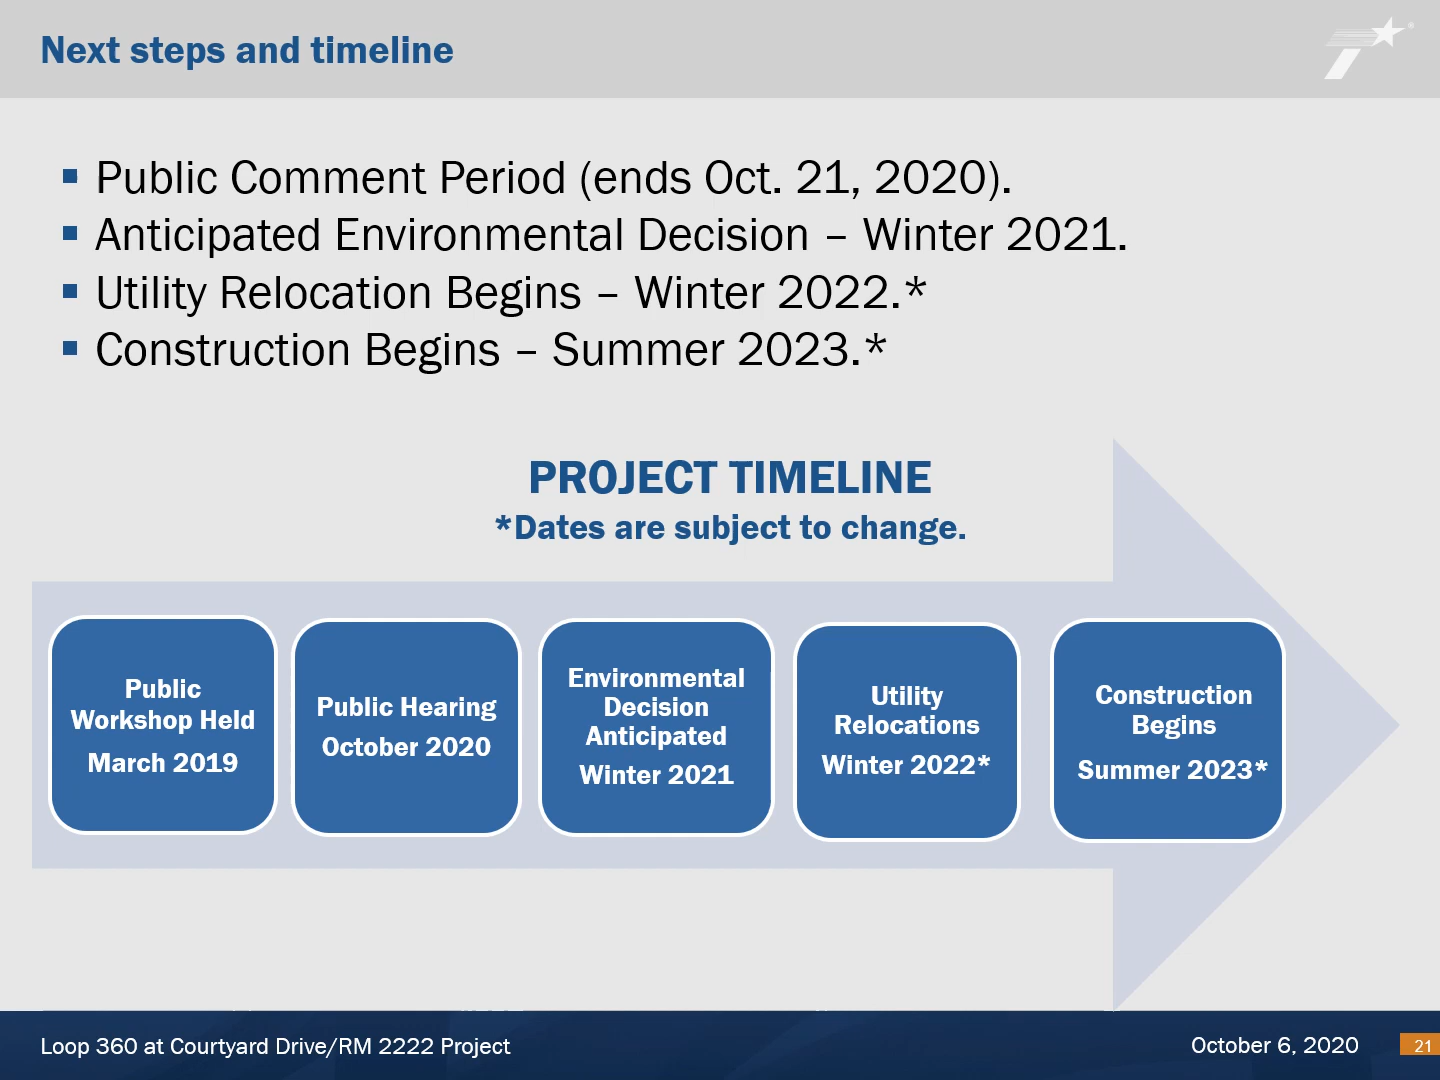 Next steps and timeline
Public Comment Period (ends Oct. 21, 2020).
Anticipated Environmental Decision – Winter 2021.
Utility Relocation Begins – Winter 2022.*
Construction Begins – Summer 2023.*
PROJECT TIMELINE
*Dates are subject to change.
Public
Workshop Held
March 2019
Public Hearing
October 2020
Environmental
Decision
Anticipated
Winter 2021
Utility
Relocations
Winter 2022*
Construction
Begins
Summer 2023*
Loop 360 at Courtyard Drive/RM 2222 Project
October 6, 2020
21